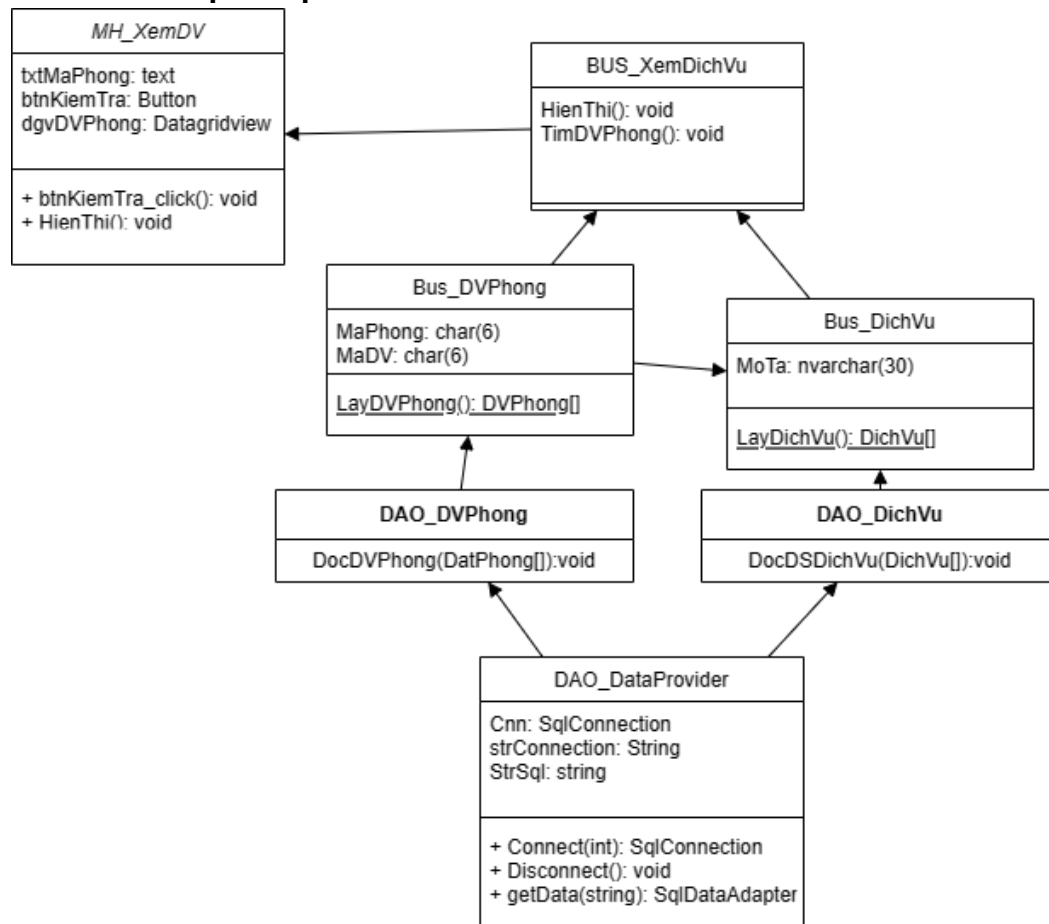 MH_XemDV
txtMaPhong: text
btnKiemTra: Button
dgvDVPhong: Datagridview
+ btnKiemTra_click(): void
+ HienThi(): void
BUS_XemDichVu
HienThi(): void
TimDVPhong(): void
Bus_DVPhong
MaPhong: char(6)
MaDV: char(6)
LayDVPhong(): DVPhong[]
Bus_DichVu
MoTa: nvarchar(30)
LayDichVu(): DichVu[]
DAO_DVPhong
DocDVPhong(DatPhong[]):void
DAO_DichVu
DocDSDichVu(DichVu[]):void
DAO_DataProvider
Cnn: SqlConnection
strConnection: String
StrSql: string
+ Connect(int): SqlConnection
+ Disconnect(): void
+ getData(string): SqlDataAdapter